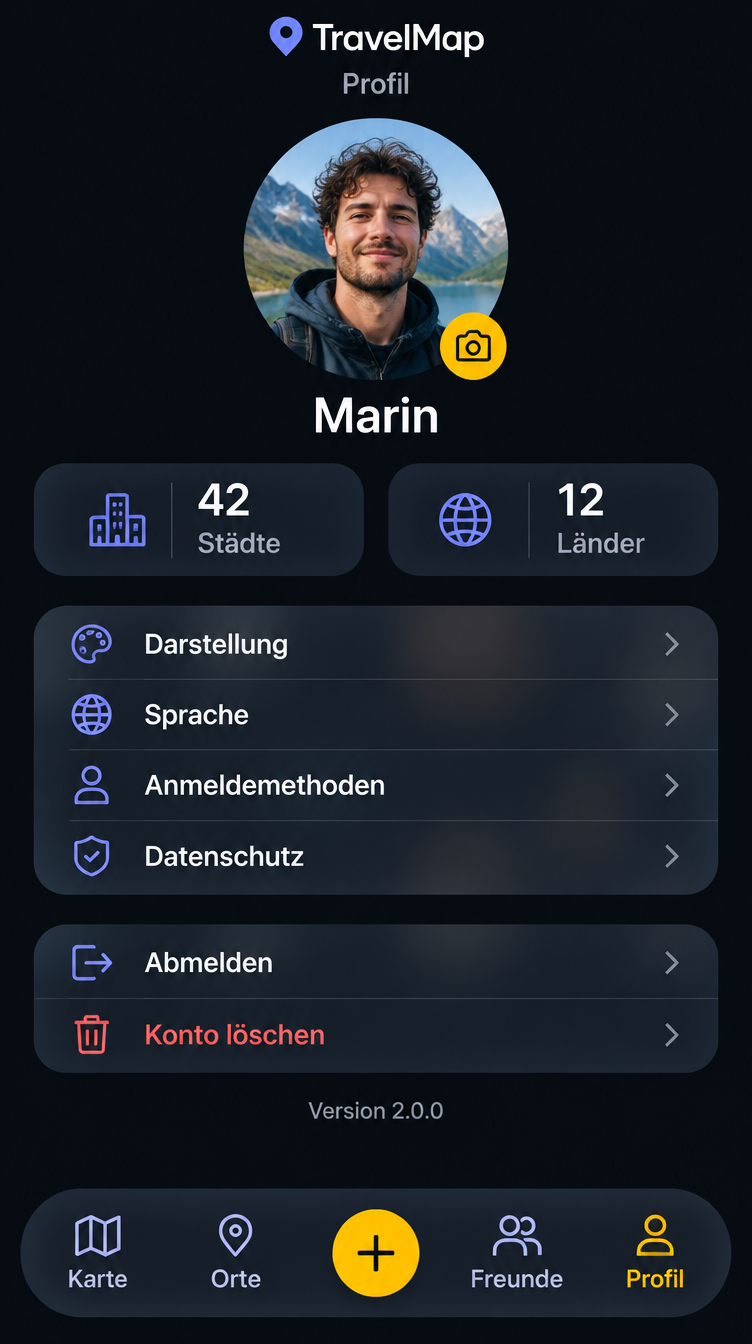 TravelMap
Profil
Marin
42
Städte
12
Länder
Darstellung
Sprache
Anmeldemethoden
Datenschutz
Abmelden
Konto löschen
Version 2.0.0
Karte
Orte
Freunde
Profil